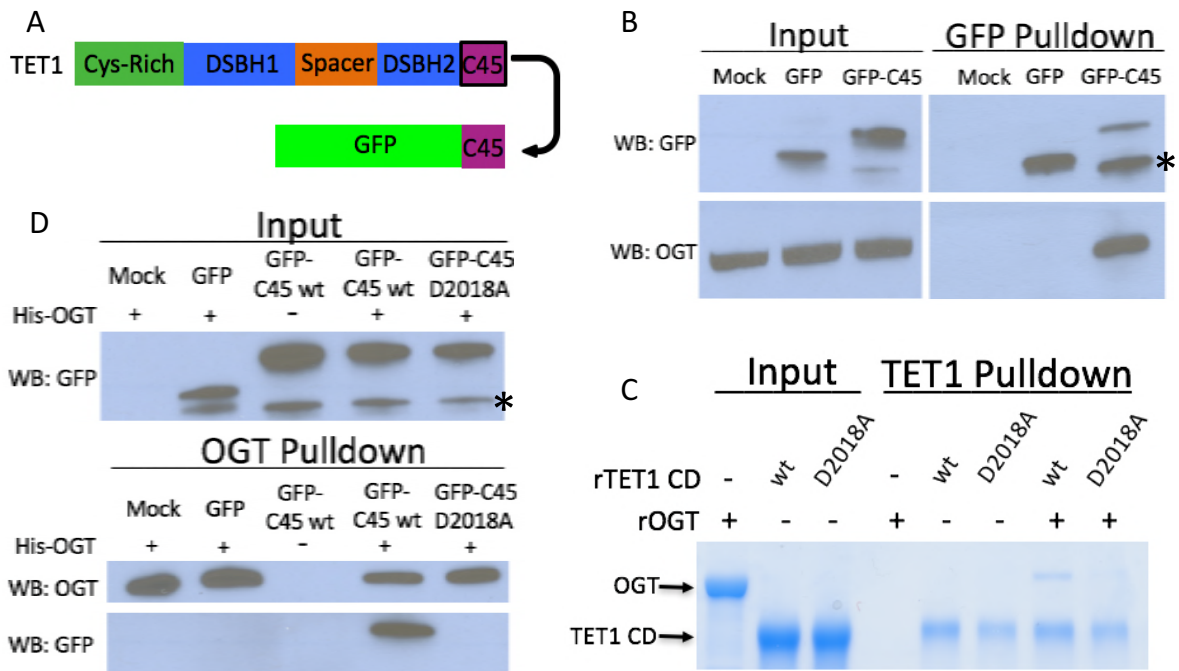 A
TET1 Cys-Rich DSBH1 Spacer DSBH2 C45
GFP C45
B
Input GFP Pulldown
Mock GFP GFP-C45 Mock GFP GFP-C45
WB: GFP
*
WB: OGT
D
Input
Mock GFP GFP-C45 wt GFP-C45 wt GFP-C45 D2018A
His-OGT + + - + +
WB: GFP
*
OGT Pulldown
Mock GFP GFP-C45 wt GFP-C45 wt GFP-C45 D2018A
His-OGT + + - + +
WB: OGT
WB: GFP
C
Input TET1 Pulldown
rTET1 CD - wt D2018A - wt D2018A wt D2018A
rOGT + - - + - - + +
OGT
TET1 CD